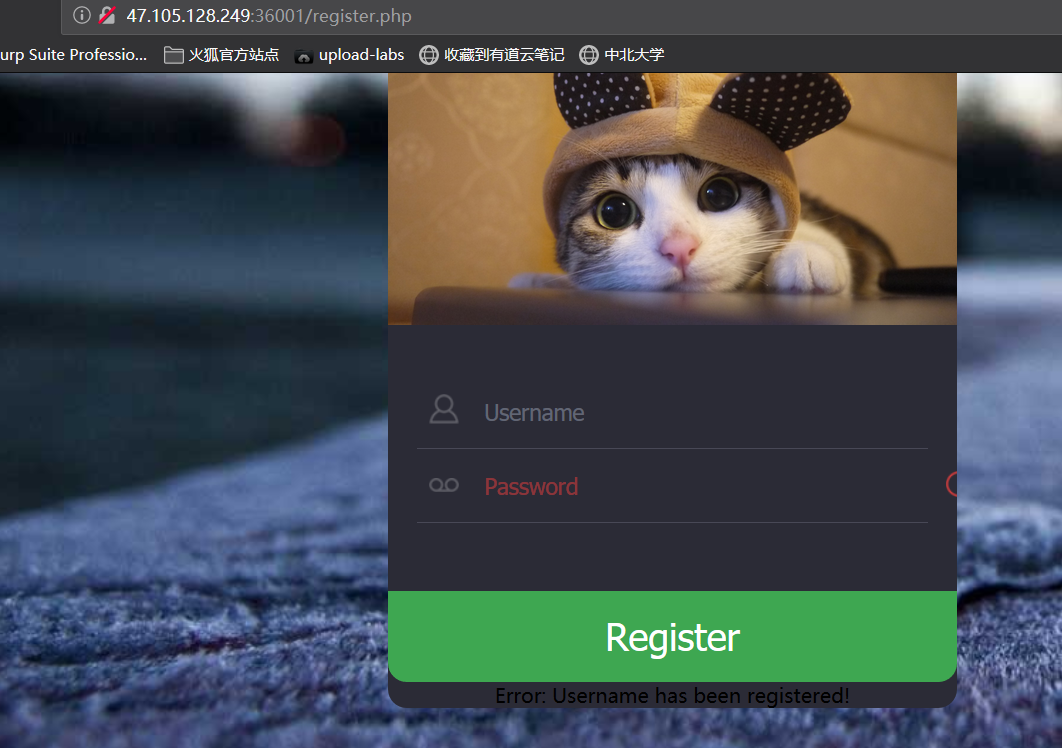 47.105.128.249:36001/register.php
urp Suite Professio... 火狐官方站点 upload-labs 收藏到有道云笔记 中北大学
Username
Password
Register
Error: Username has been registered!